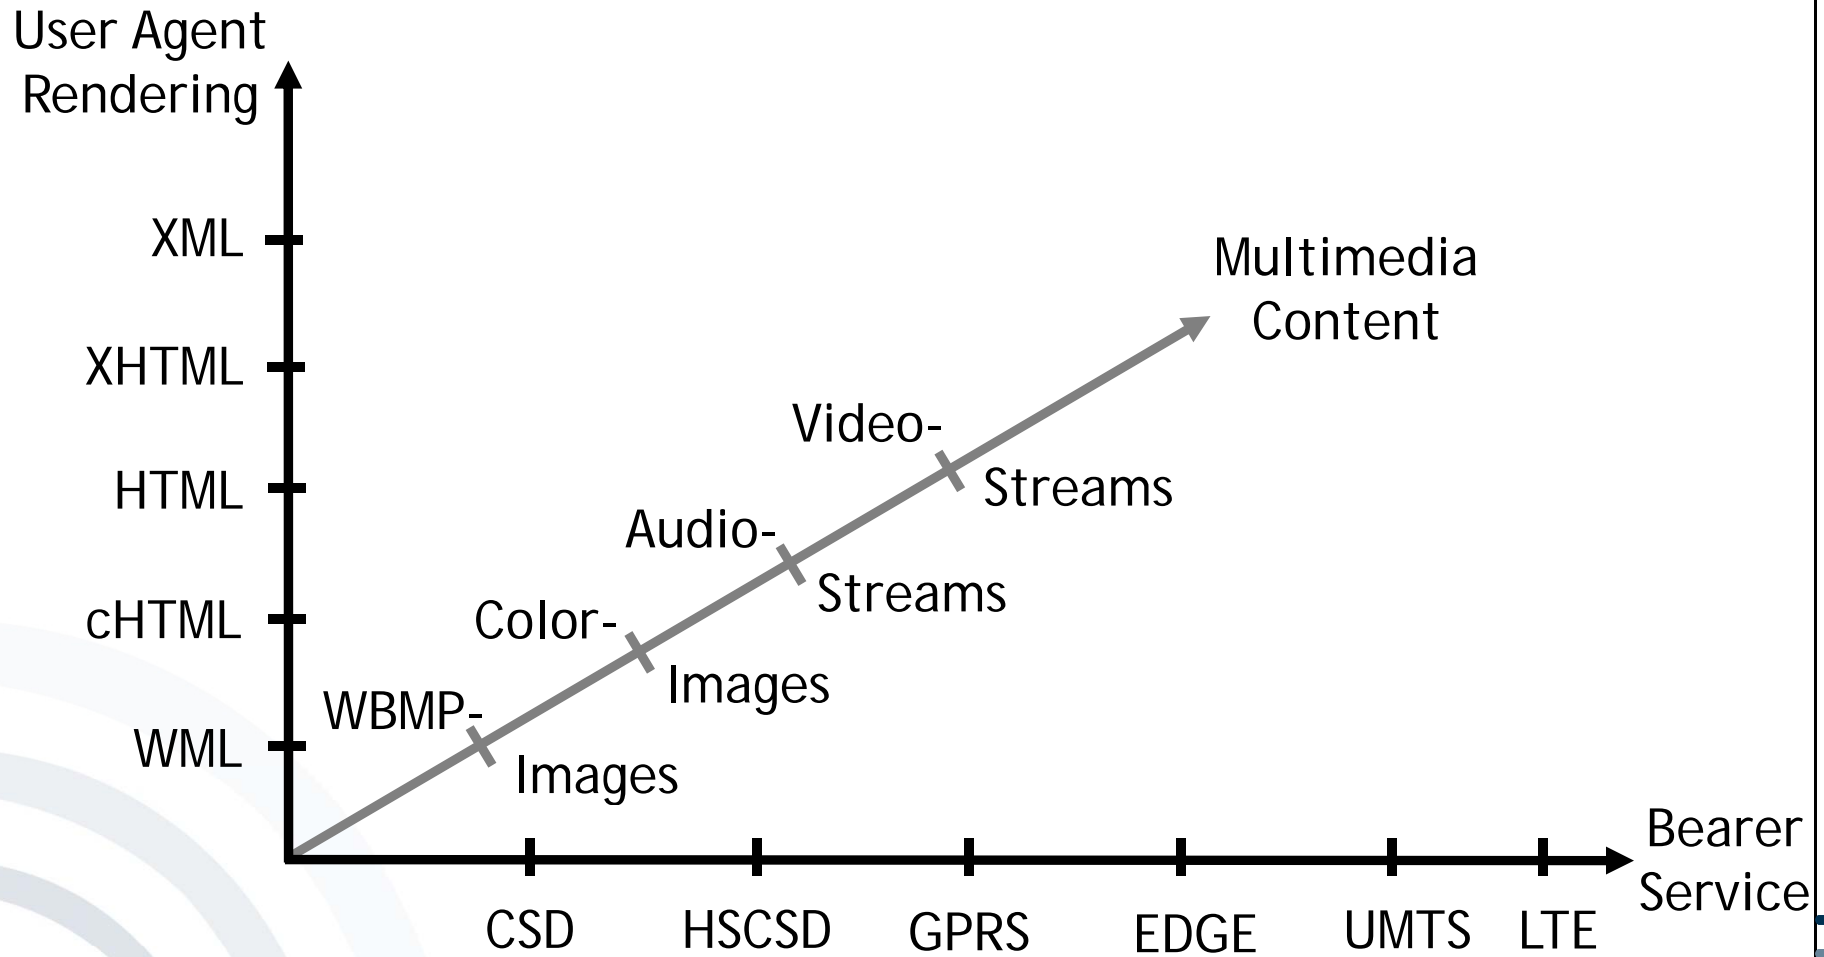 User Agent
Rendering
XML
Multimedia
Content
XHTML
Video-
Streams
HTML
Audio-
Streams
cHTML
Color-
Images
WBMP-
Images
WML
Bearer
Service
CSD HSCSD GPRS EDGE UMTS LTE